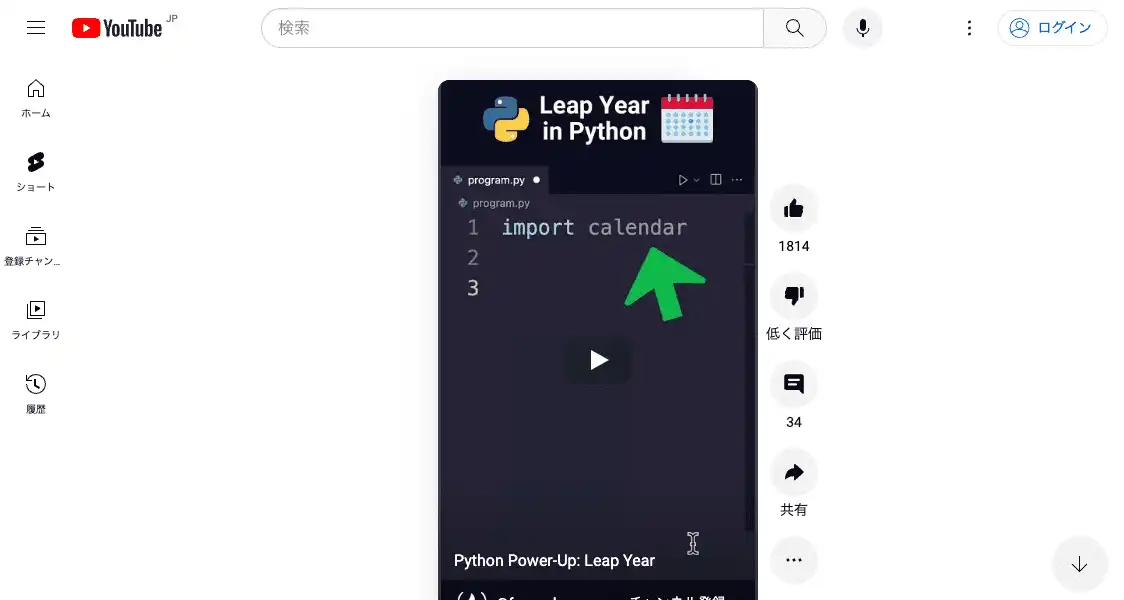 YouTube JP
検索
ログイン
ホーム
ショート
登録チャン...
ライブラリ
履歴
Leap Year
in Python
program.py
program.py
1 import calendar
2
3
Python Power-Up: Leap Year
1814
低く評価
34
共有